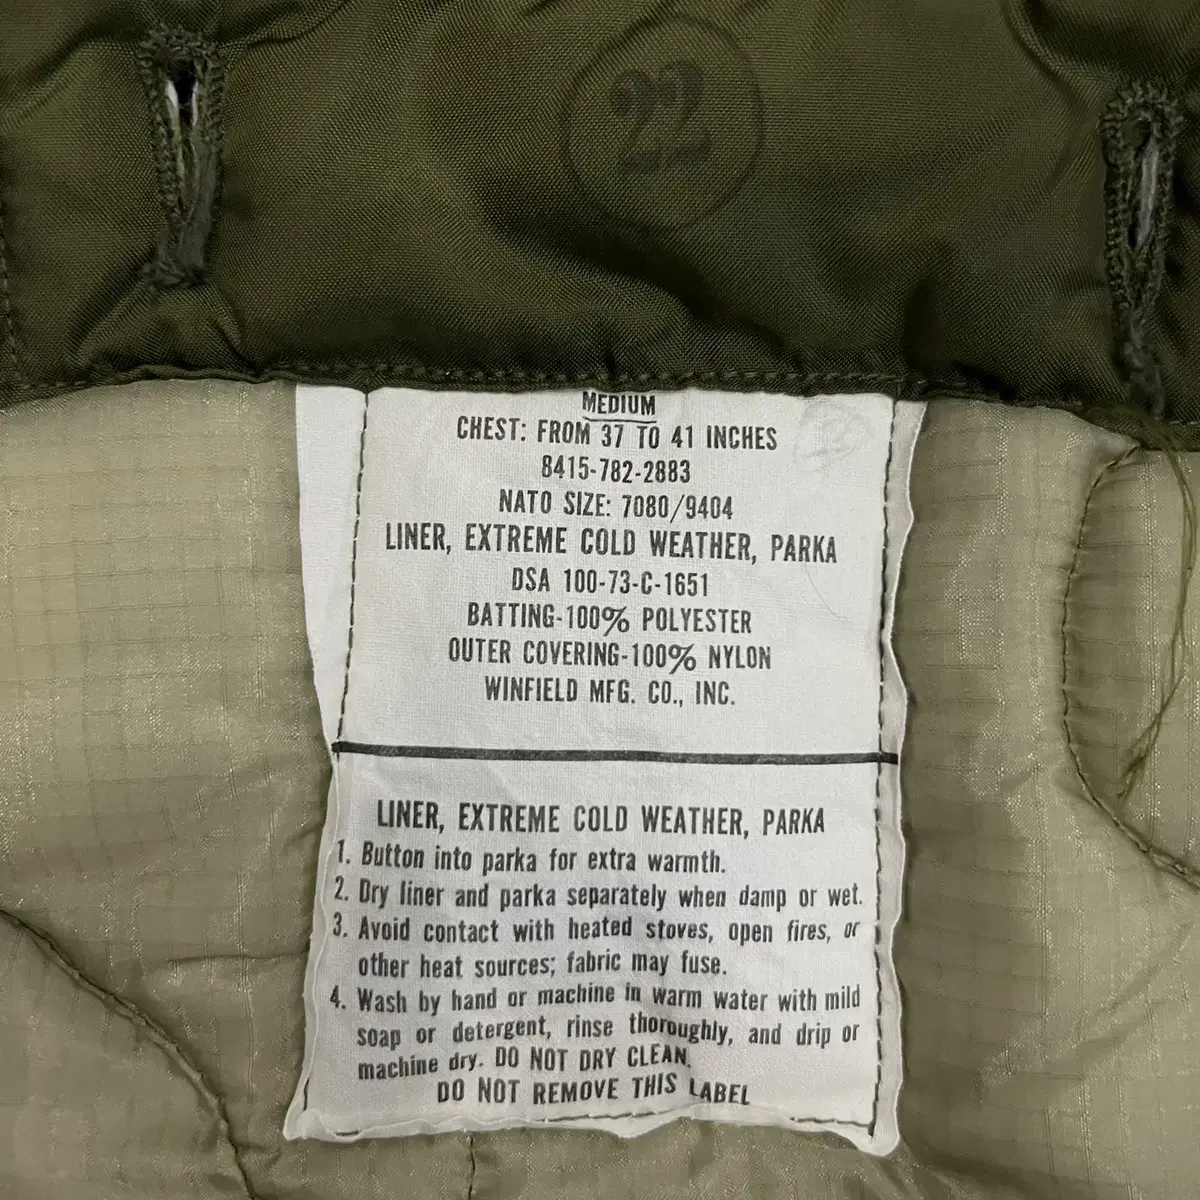 22
MEDIUM
CHEST: FROM 37 TO 41 INCHES
8415-782-2883
NATO SIZE: 7080/9404
LINER, EXTREME COLD WEATHER, PARKA
DSA 100-73-C-1651
BATTING-100% POLYESTER
OUTER COVERING-100% NYLON
WINFIELD MFG. CO., INC.
LINER, EXTREME COLD WEATHER, PARKA
1. Button into parka for extra warmth.
2. Dry liner and parka separately when damp or wet.
3. Avoid contact with heated stoves, open fires, or
other heat sources; fabric may fuse.
4. Wash by hand or machine in warm water with mild
soap or detergent, rinse thoroughly, and drip or
machine dry. DO NOT DRY CLEAN.
DO NOT REMOVE THIS LABEL